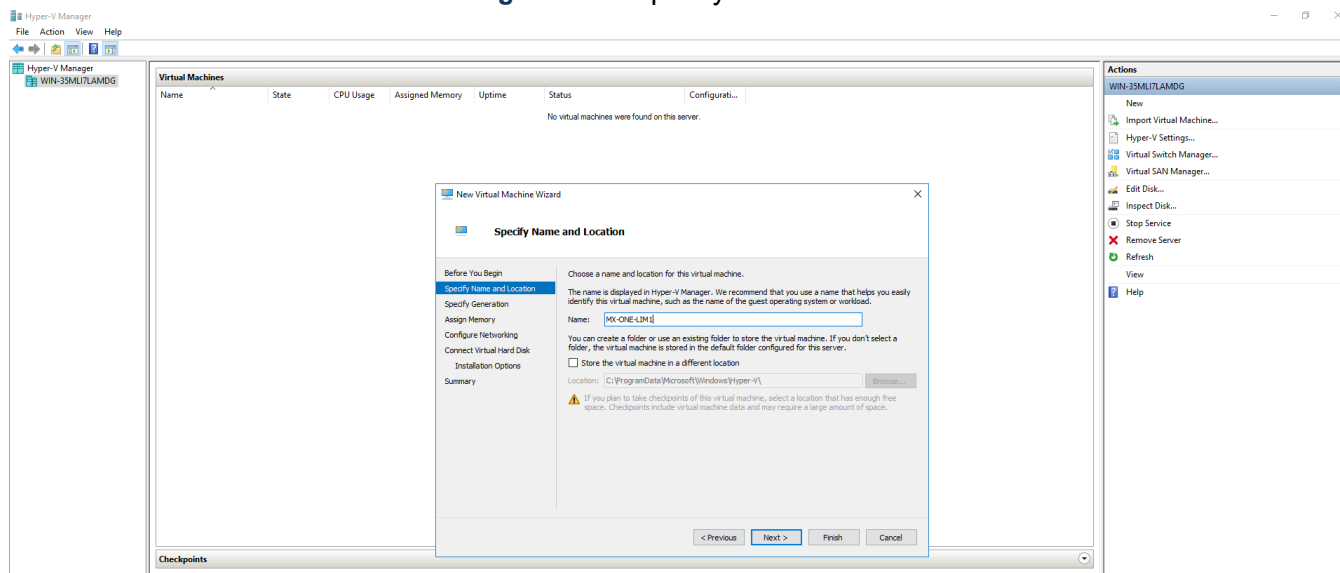 Hyper-V Manager
File Action View Help
Hyper-V Manager
WIN-35MLI7LAMDG
Virtual Machines
Name State CPU Usage Assigned Memory Uptime Status Configurati...
No virtual machines were found on this server.
New Virtual Machine Wizard
Specify Name and Location
Before You Begin
Specify Name and Location
Specify Generation
Assign Memory
Configure Networking
Connect Virtual Hard Disk
Installation Options
Summary
Choose a name and location for this virtual machine.
The name is displayed in Hyper-V Manager. We recommend that you use a name that helps you easily
identify this virtual machine, such as the name of the guest operating system or workload.
Name: MX-ONE-LIM1
You can create a folder or use an existing folder to store the virtual machine. If you don't select a
folder, the virtual machine is stored in the default folder configured for this server.
Store the virtual machine in a different location
Location: C:\ProgramData\Microsoft\Windows\Hyper-V\ Browse...
If you plan to take checkpoints of this virtual machine, select a location that has enough free
space. Checkpoints include virtual machine data and may require a large amount of space.
< Previous Next > Finish Cancel
Checkpoints
Actions
WIN-35MLI7LAMDG
New
Import Virtual Machine...
Hyper-V Settings...
Virtual Switch Manager...
Virtual SAN Manager...
Edit Disk...
Inspect Disk...
Stop Service
Remove Server
Refresh
View
Help